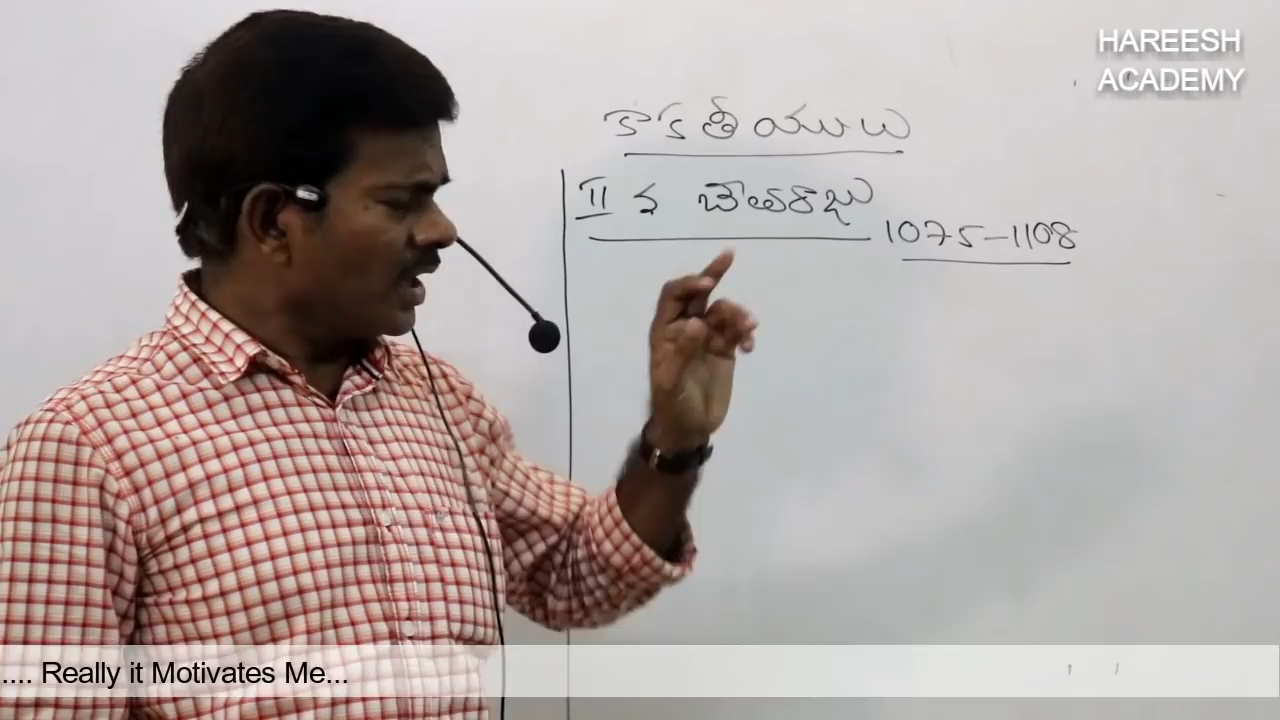 HAREESH
ACADEMY
కాకతీయులు
II వ బేతరాజు
1075-1108
.... Really it Motivates Me...